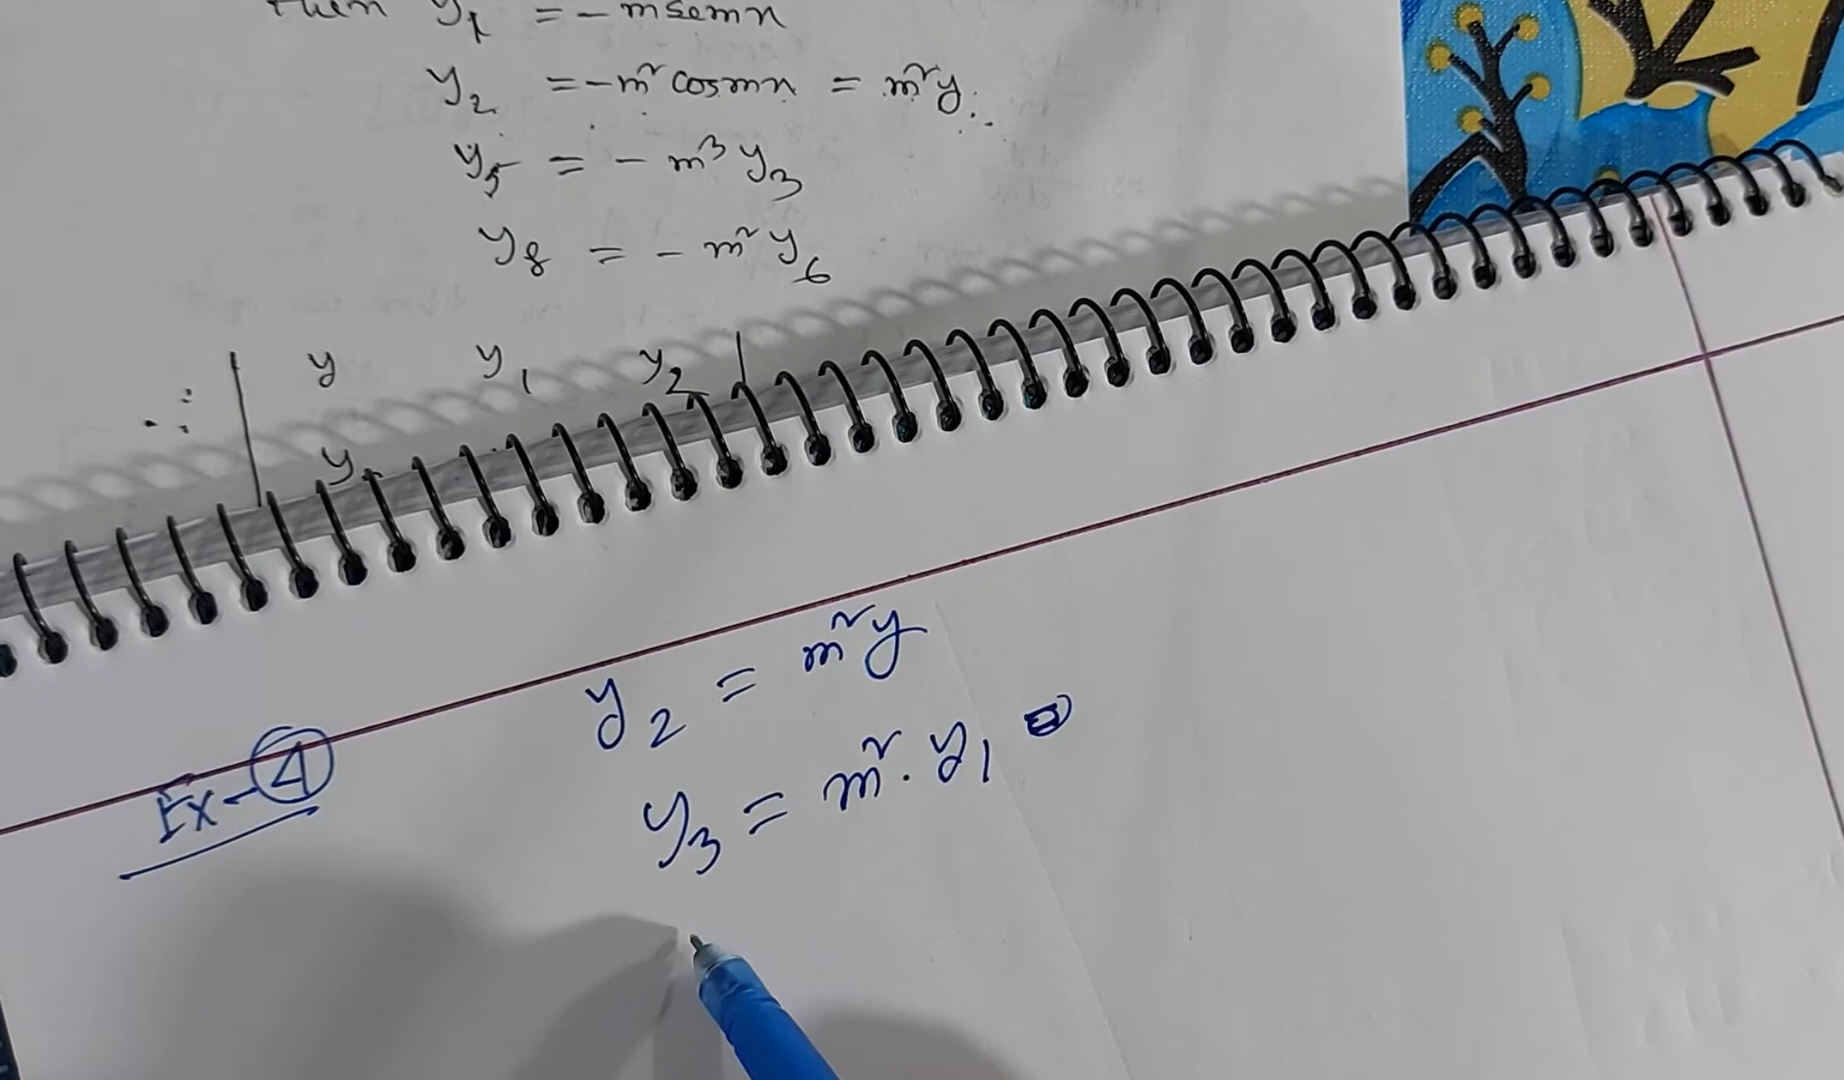 then y₁ = - m sin mx
y₂ = - m² cos mx = m²y.
y₅ = - m³ y₃
y₈ = - m² y₆
∴ | y y₁ y₂ |
y
y₂ = m²y
y₃ = m² . y₁
Ex-④